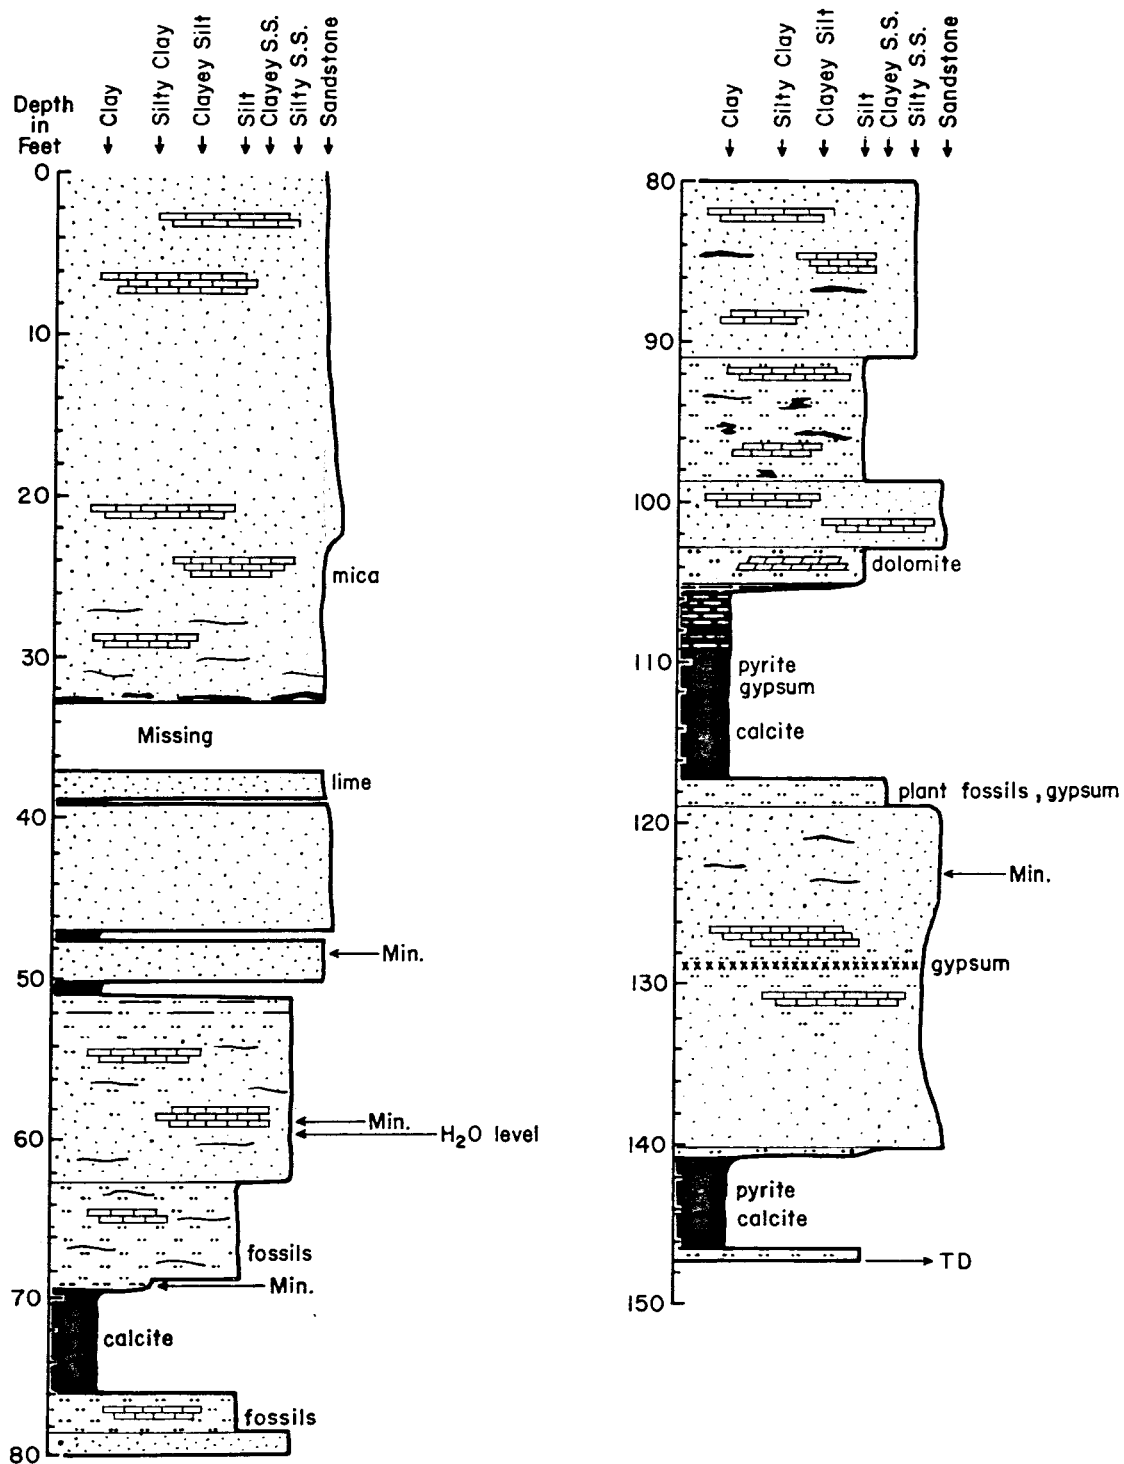 Depth
in
Feet
Clay
Silty Clay
Clayey Silt
Silt
Clayey S.S.
Silty S.S.
Sandstone
0
10
20
mica
30
Missing
lime
40
Min.
50
Min.
60
H2O level
fossils
Min.
70
calcite
fossils
80
Clay
Silty Clay
Clayey Silt
Silt
Clayey S.S.
Silty S.S.
Sandstone
80
90
100
dolomite
110
pyrite
gypsum
calcite
plant fossils, gypsum
120
Min.
gypsum
130
140
pyrite
calcite
TD
150